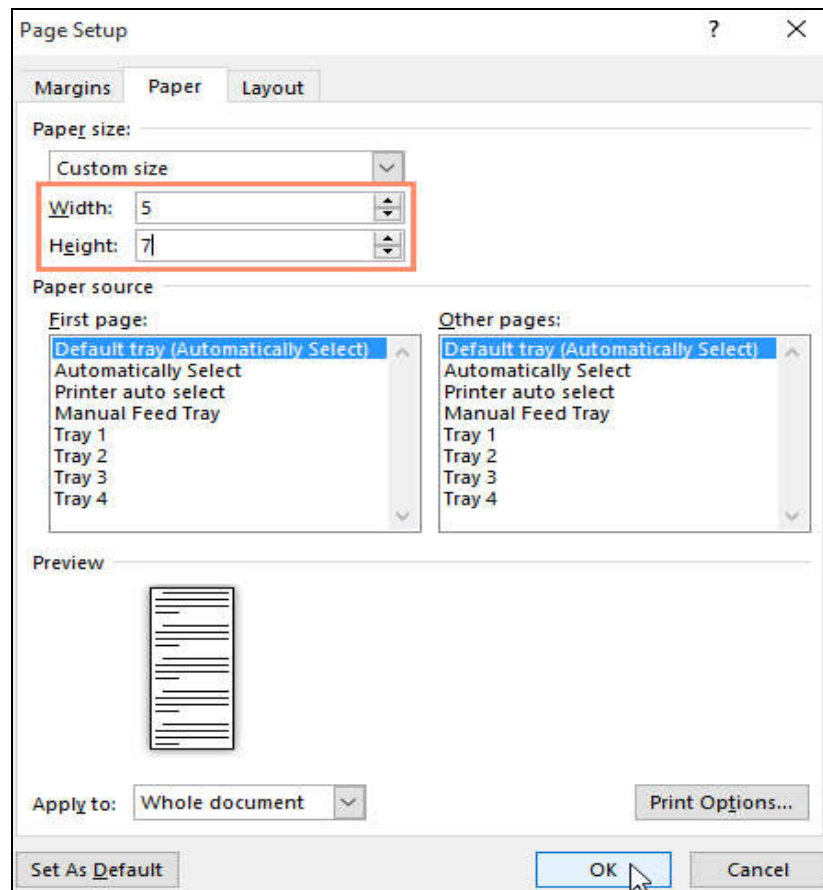 Page Setup ?
Margins Paper Layout
Paper size:
Custom size
Width: 5
Height: 7
Paper source
First page: Other pages:
Default tray (Automatically Select) Default tray (Automatically Select)
Automatically Select Automatically Select
Printer auto select Printer auto select
Manual Feed Tray Manual Feed Tray
Tray 1 Tray 1
Tray 2 Tray 2
Tray 3 Tray 3
Tray 4 Tray 4
Preview
Apply to: Whole document Print Options...
Set As Default OK Cancel